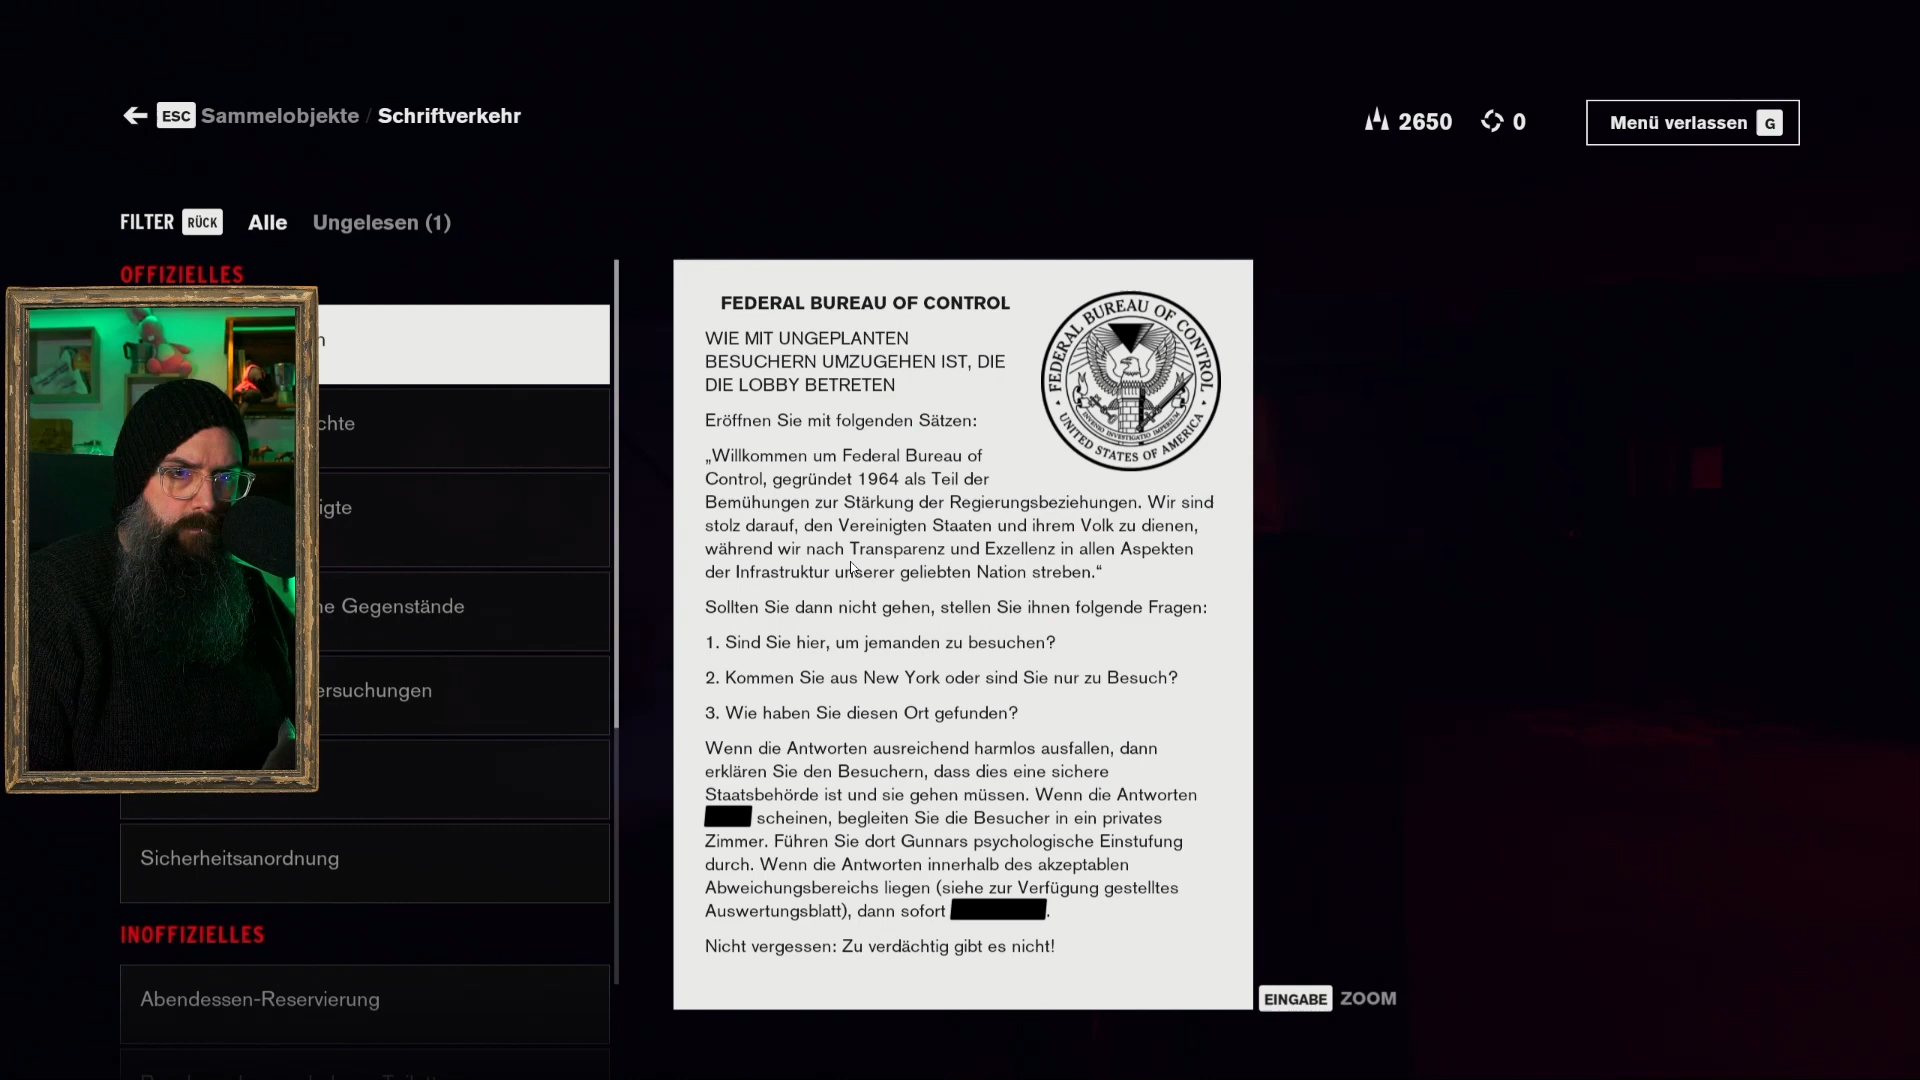 ESC Sammelobjekte / Schriftverkehr
2650 0 Menü verlassen G
FILTER RÜCK Alle Ungelesen (1)
OFFIZIELLES
n
chte
igte
ne Gegenstände
ersuchungen
Sicherheitsanordnung
INOFFIZIELLES
Abendessen-Reservierung
FEDERAL BUREAU OF CONTROL
WIE MIT UNGEPLANTEN
BESUCHERN UMZUGEHEN IST, DIE
DIE LOBBY BETRETEN
Eröffnen Sie mit folgenden Sätzen:
„Willkommen um Federal Bureau of
Control, gegründet 1964 als Teil der
Bemühungen zur Stärkung der Regierungsbeziehungen. Wir sind
stolz darauf, den Vereinigten Staaten und ihrem Volk zu dienen,
während wir nach Transparenz und Exzellenz in allen Aspekten
der Infrastruktur unserer geliebten Nation streben.“
Sollten Sie dann nicht gehen, stellen Sie ihnen folgende Fragen:
1. Sind Sie hier, um jemanden zu besuchen?
2. Kommen Sie aus New York oder sind Sie nur zu Besuch?
3. Wie haben Sie diesen Ort gefunden?
Wenn die Antworten ausreichend harmlos ausfallen, dann
erklären Sie den Besuchern, dass dies eine sichere
Staatsbehörde ist und sie gehen müssen. Wenn die Antworten
scheinen, begleiten Sie die Besucher in ein privates
Zimmer. Führen Sie dort Gunnars psychologische Einstufung
durch. Wenn die Antworten innerhalb des akzeptablen
Abweichungsbereichs liegen (siehe zur Verfügung gestelltes
Auswertungsblatt), dann sofort .
Nicht vergessen: Zu verdächtig gibt es nicht!
FEDERAL BUREAU OF CONTROL
INVENIO INVESTIGATIO IMPERIUM
UNITED STATES OF AMERICA
EINGABE ZOOM